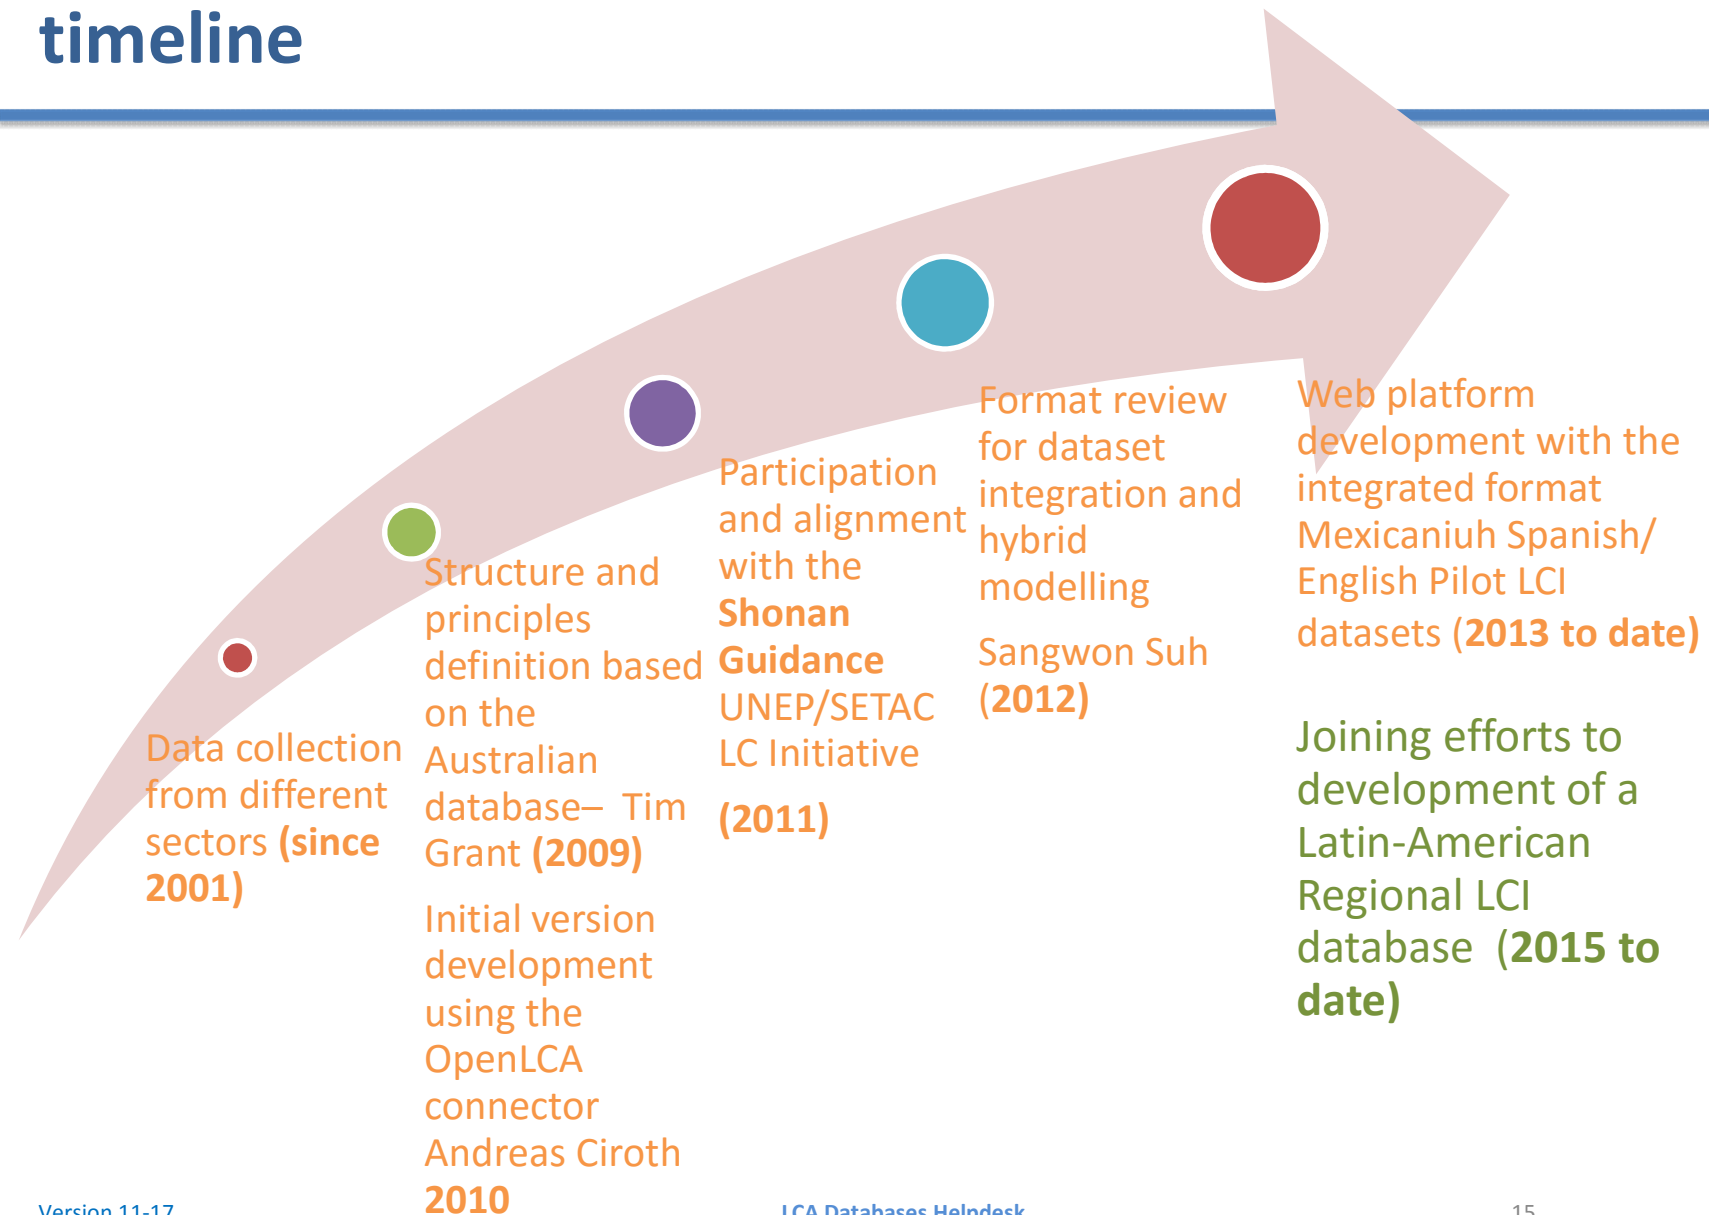 timeline
Data collection
from different
sectors (since
2001)
Structure and
principles
definition based
on the
Australian
database–  Tim
Grant (2009)
Initial version
development
using the
OpenLCA
connector
Andreas Ciroth
2010
Participation
and alignment
with the
Shonan
Guidance
UNEP/SETAC
LC Initiative
(2011)
Format review
for dataset
integration and
hybrid
modelling
Sangwon Suh
(2012)
Web platform
development with the
integrated format
Mexicaniuh Spanish/
English Pilot LCI
datasets (2013 to date)
Joining efforts to
development of a
Latin-American
Regional LCI
database  (2015 to
date)
Version 11-17
LCA Databases Helpdesk
15